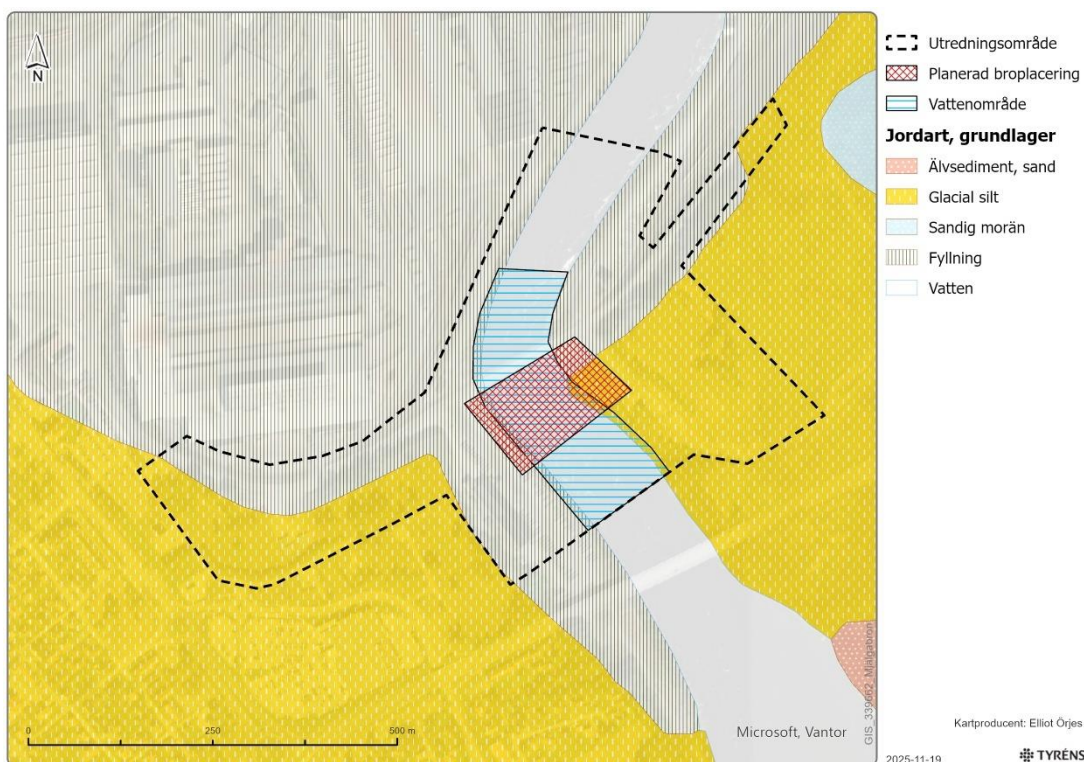 N
Utredningsområde
Planerad broplacering
Vattenområde
Jordart, grundlager
Älvsediment, sand
Glacial silt
Sandig morän
Fyllning
Vatten
0 250 500 m
Microsoft, Vantor
GIS_339662_Mjälgabron
Kartproducent: Elliot Örjes
2025-11-19
TYRÉNS